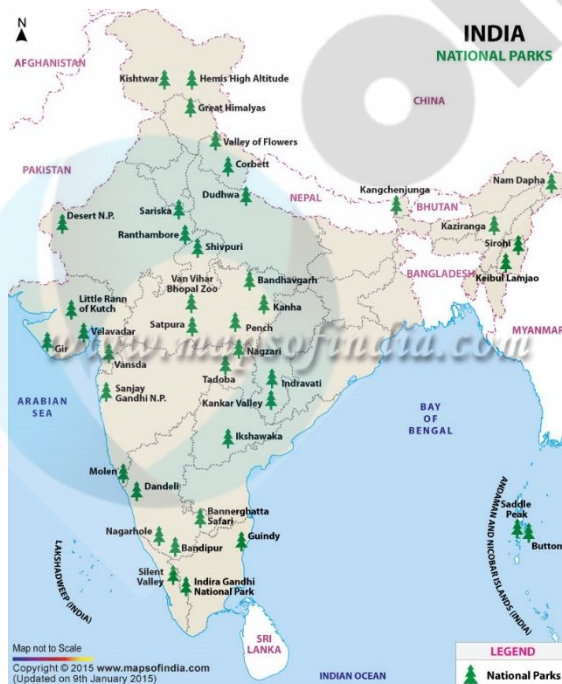 N
INDIA
NATIONAL PARKS
AFGHANISTAN
Kishtwar
Hemis High Altitude
Great Himalyas
CHINA
Valley of Flowers
PAKISTAN
Corbett
Dudhwa
NEPAL
Kangchenjunga
BHUTAN
Nam Dapha
Desert N.P.
Sariska
Kaziranga
Ranthambore
Sirohi
Shivpuri
BANGLADESH
Keibul Lamjao
Van Vihar
Bhopal Zoo
Bandhavgarh
Little Rann
of Kutch
Kanha
MYANMAR
Velavadar
Satpura
Pench
www.mapsofindia.com
Gir
Vansda
Nagzari
Tadoba
Indravati
Sanjay
Gandhi N.P.
Kankar Valley
ARABIAN
SEA
BAY
OF
BENGAL
Ikshawaka
Molen
Dandeli
Bannerghatta
Safari
Saddle
Peak
Nagarhole
Guindy
Button
Bandipur
ANDAMAN AND NICOBAR ISLANDS (INDIA)
LAKSHADWEEP (INDIA)
Silent
Valley
Indira Gandhi
National Park
SRI
LANKA
Map not to Scale
Copyright © 2015 www.mapsofindia.com
(Updated on 9th January 2015)
INDIAN OCEAN
LEGEND
National Parks